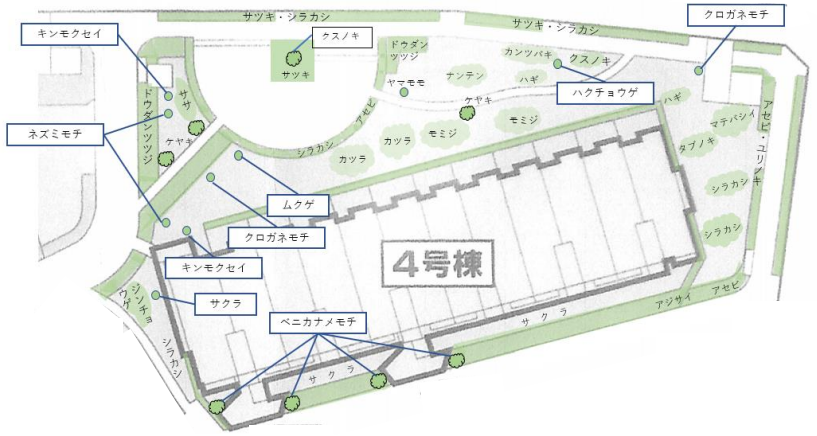 サツキ・シラカシ
サツキ・シラカシ
クロガネモチ
キンモクセイ
クスノキ
サツキ
ドウダン
ツツジ
カンツバキ
クスノキ
ナンテン
ハギ
ヤマモモ
ハクチョウゲ
ササ
ドウダンツツジ
ケヤキ
ケヤキ
アセビ
ハギ
ネズミモチ
シラカシ
カツラ
カツラ
モミジ
モミジ
マテバシイ
タブノキ
アセビ・ユリノキ
シラカシ
シラカシ
ムクゲ
クロガネモチ
キンモクセイ
4号棟
サクラ
ジンチョ
ウゲ
シラカシ
ベニカナメモチ
サクラ
サクラ
アジサイ
アセビ